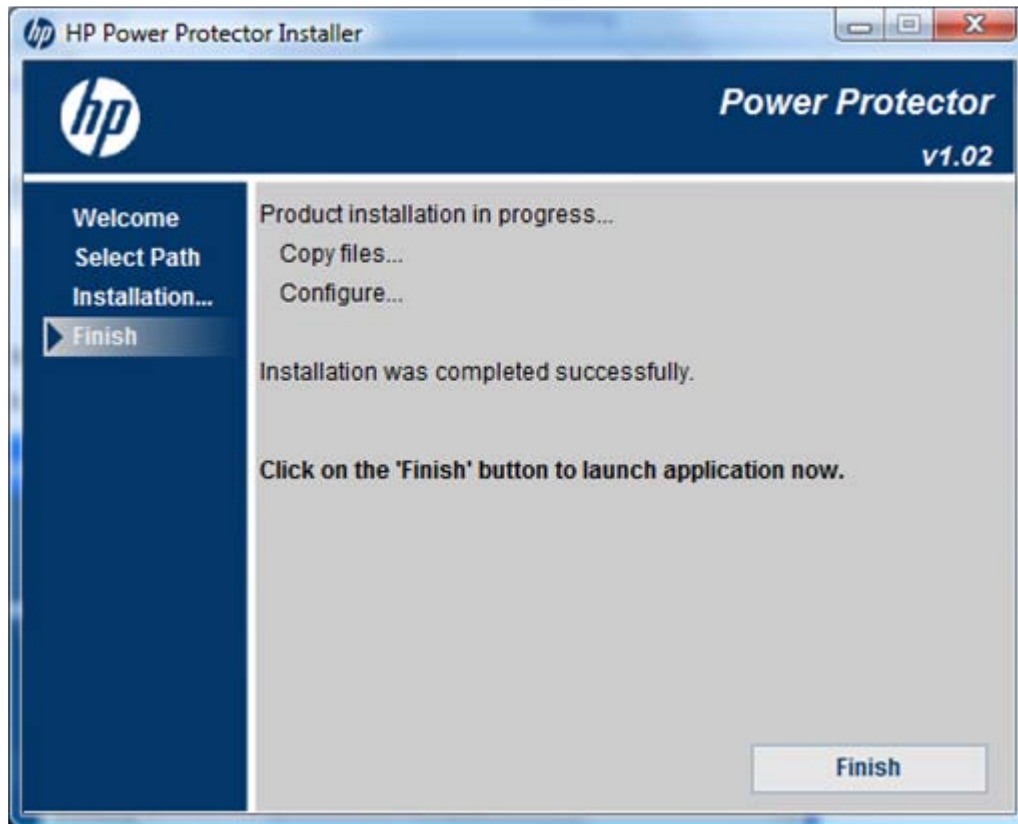 HP Power Protector Installer
hp
Power Protector
v1.02
Welcome
Select Path
Installation...
Finish
Product installation in progress...
Copy files...
Configure...
Installation was completed successfully.
Click on the 'Finish' button to launch application now.
Finish